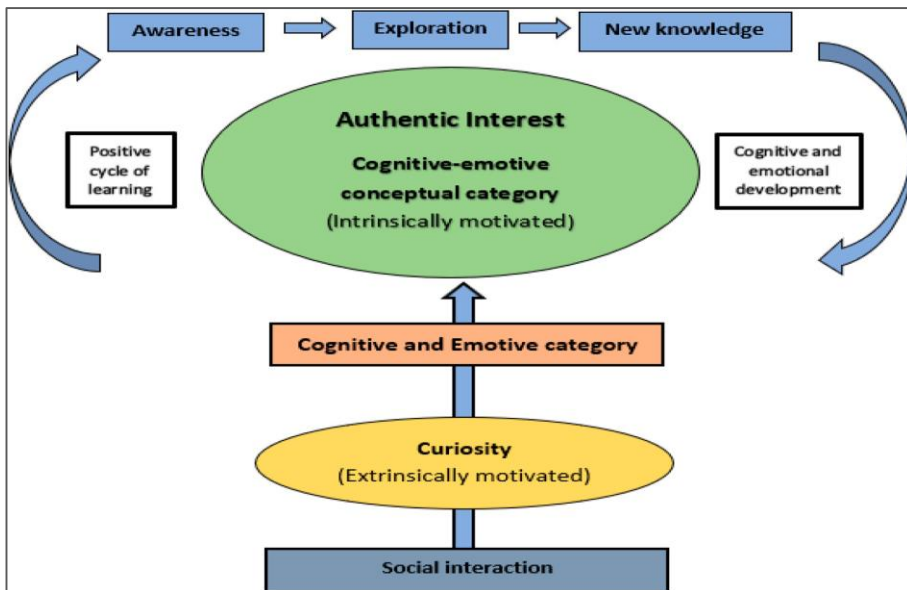 Awareness
Exploration
New knowledge
Authentic Interest
Cognitive-emotive
conceptual category
(Intrinsically motivated)
Positive
cycle of
learning
Cognitive and
emotional
development
Cognitive and Emotive category
Curiosity
(Extrinsically motivated)
Social interaction